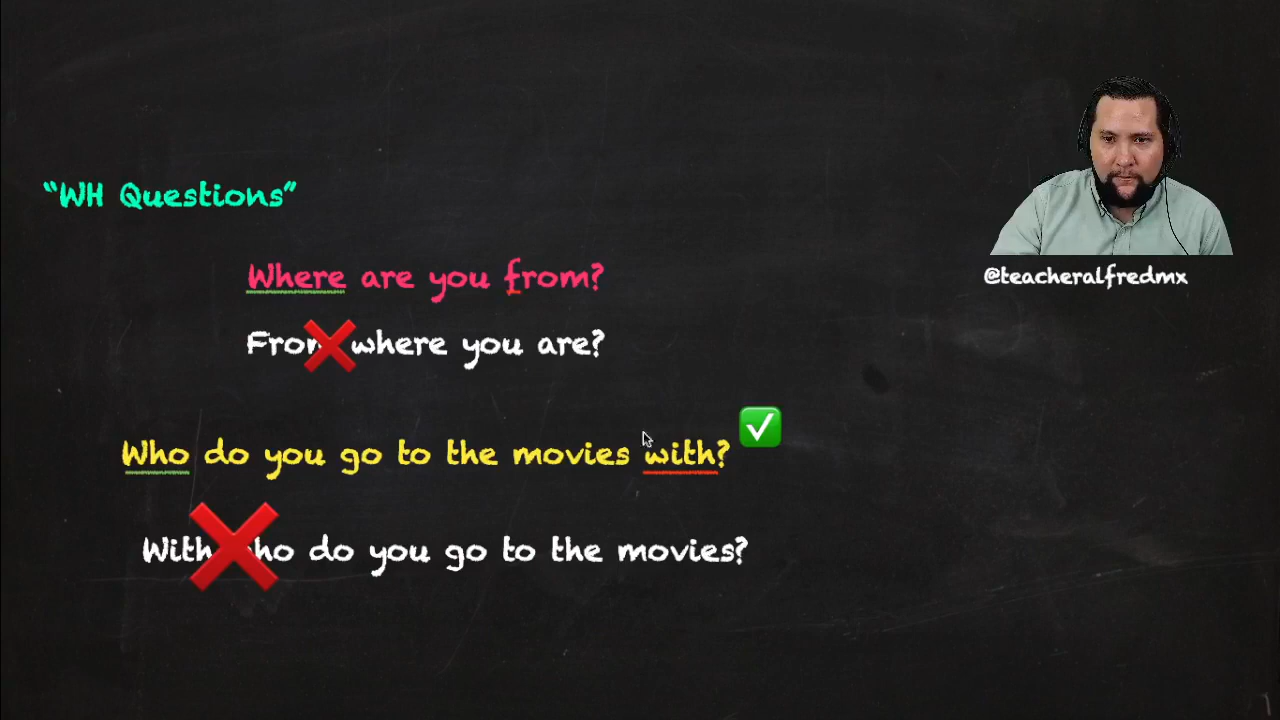 “WH Questions”
Where are you from?
From where you are?
Who do you go to the movies with?
With who do you go to the movies?
@teacheralfredmx